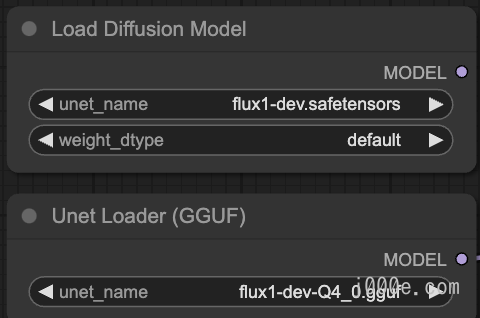 Load Diffusion Model
MODEL
unet_name flux1-dev.safetensors
weight_dtype default
Unet Loader (GGUF)
MODEL
unet_name flux1-dev-Q4_0.gguf
i000e.com